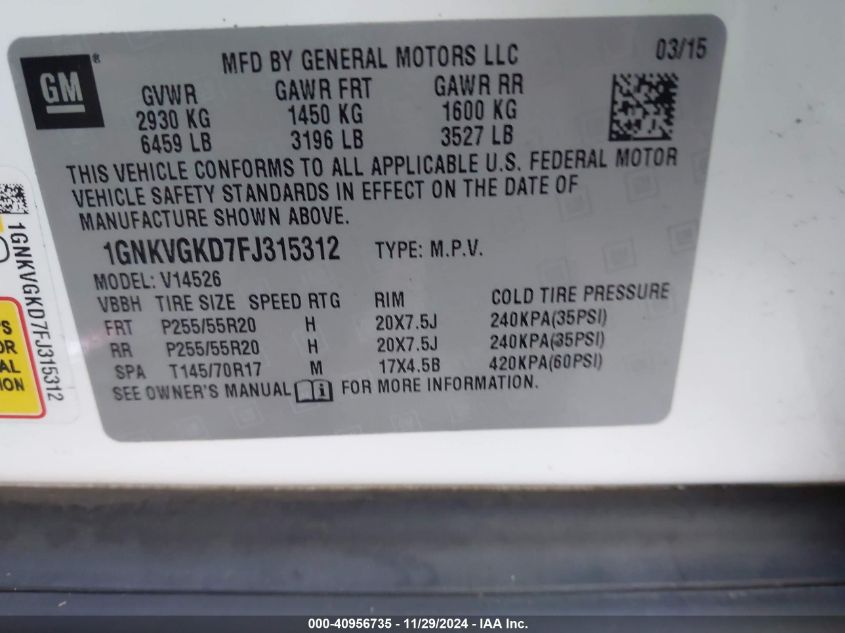 GM ®
MFD BY GENERAL MOTORS LLC 03/15
GVWR GAWR FRT GAWR RR
2930 KG 1450 KG 1600 KG
6459 LB 3196 LB 3527 LB
THIS VEHICLE CONFORMS TO ALL APPLICABLE U.S. FEDERAL MOTOR
VEHICLE SAFETY STANDARDS IN EFFECT ON THE DATE OF
MANUFACTURE SHOWN ABOVE.
1GNKVGKD7FJ315312 TYPE: M.P.V.
MODEL: V14526
VBBH TIRE SIZE SPEED RTG RIM COLD TIRE PRESSURE
FRT P255/55R20 H 20X7.5J 240KPA(35PSI)
RR P255/55R20 H 20X7.5J 240KPA(35PSI)
SPA T145/70R17 M 17X4.5B 420KPA(60PSI)
SEE OWNER'S MANUAL FOR MORE INFORMATION.
1GNKVGKD7FJ315312
000-40956735 - 11/29/2024 - IAA Inc.